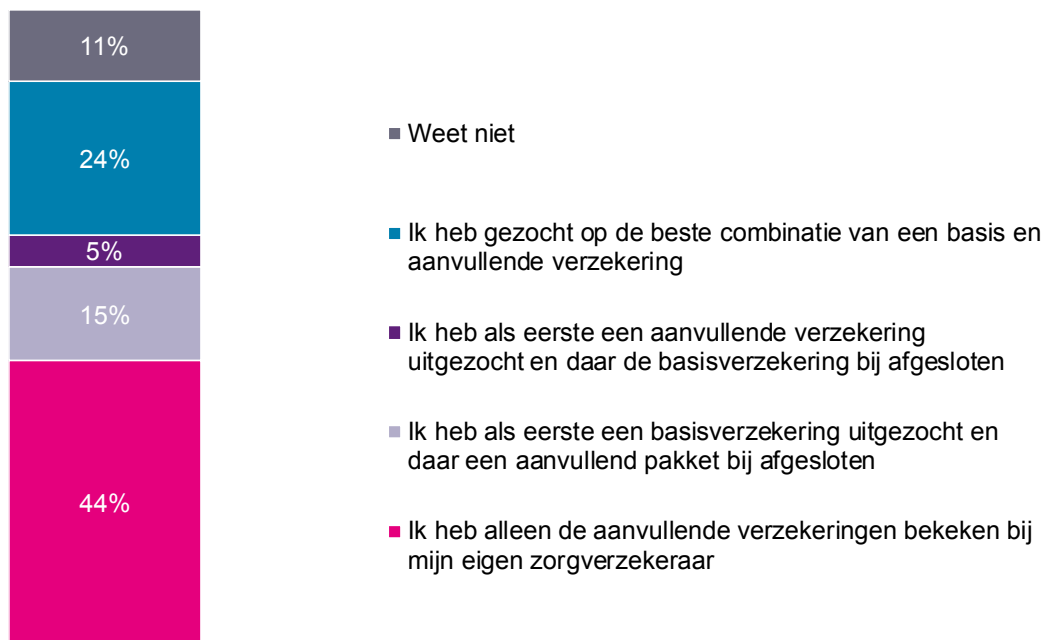 11%
24%
5%
15%
44%
Weet niet
Ik heb gezocht op de beste combinatie van een basis en
aanvullende verzekering
Ik heb als eerste een aanvullende verzekering
uitgezocht en daar de basisverzekering bij afgesloten
Ik heb als eerste een basisverzekering uitgezocht en
daar een aanvullend pakket bij afgesloten
Ik heb alleen de aanvullende verzekeringen bekeken bij
mijn eigen zorgverzekeraar